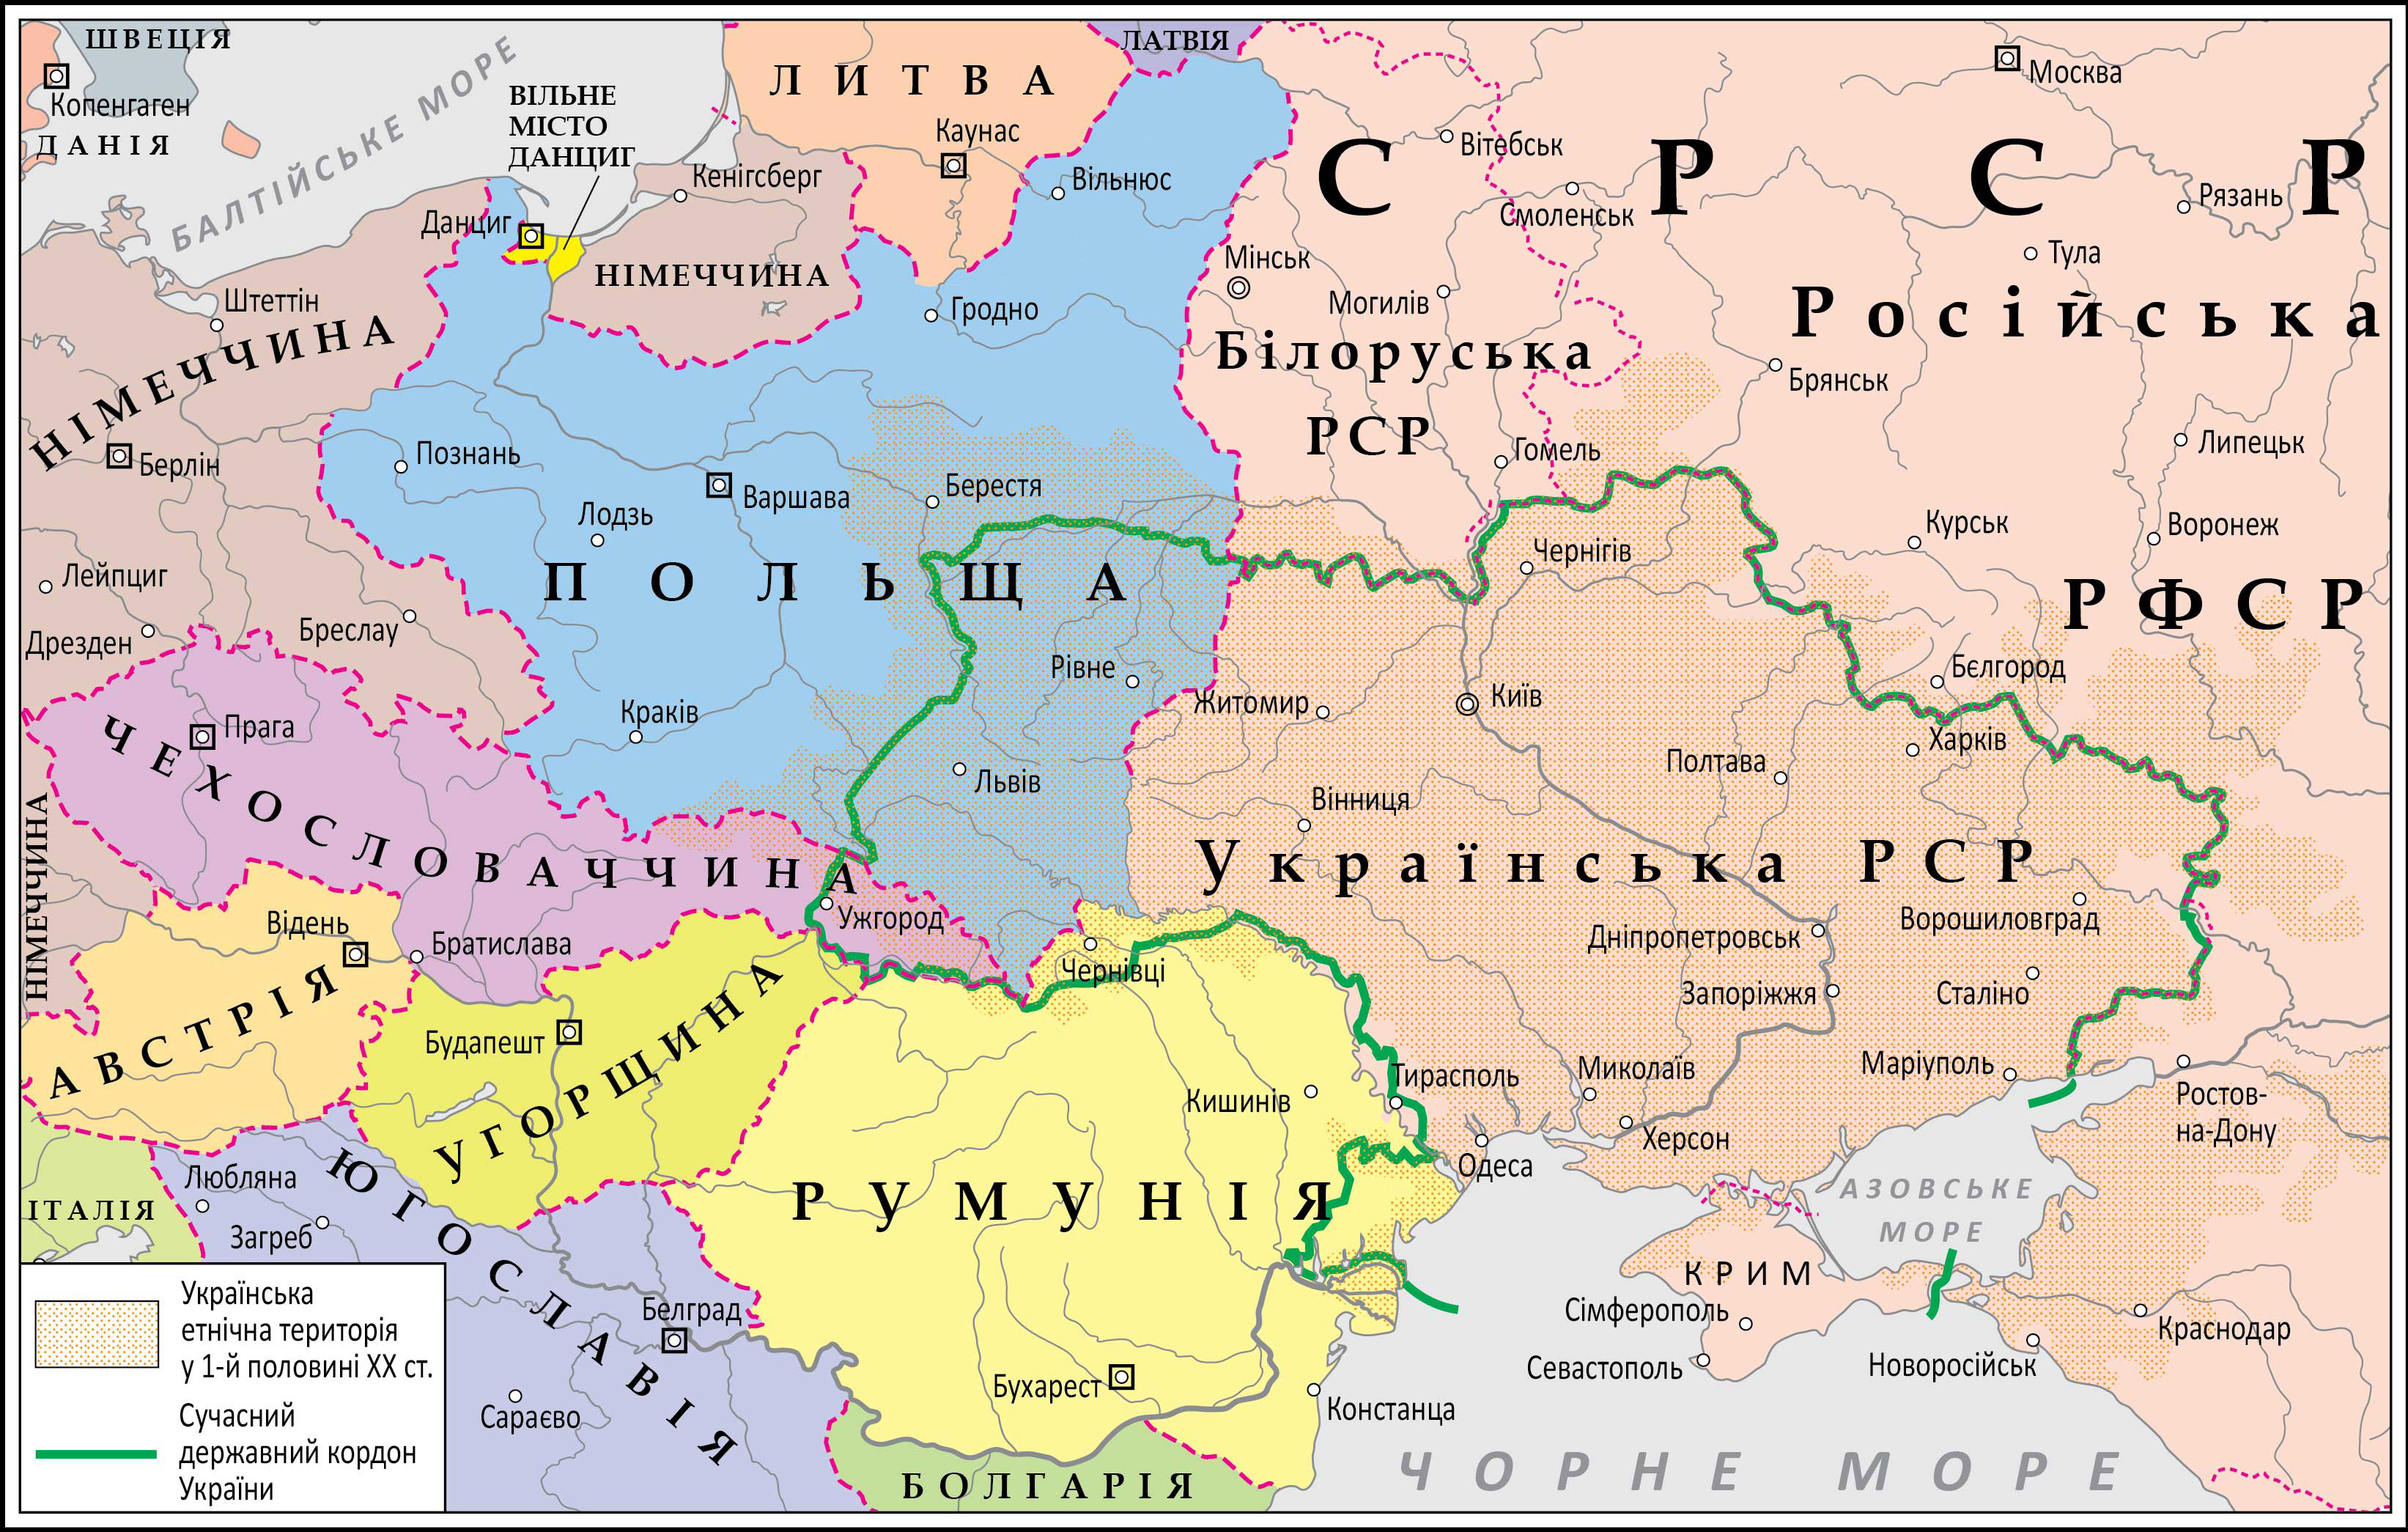 ШВЕЦІЯ
Копенгаген
ДАНІЯ
БАЛТІЙСЬКЕ МОРЕ
ВІЛЬНЕ
МІСТО
ДАНЦИГ
ЛИТВА
ЛАТВІЯ
Каунас
Вільнюс
Кенігсберг
Данциг
НІМЕЧЧИНА
Гродно
Штеттін
НІМЕЧЧИНА
Берлін
Лейпциг
Дрезден
Бреслау
Познань
Лодзь
Варшава
Берестя
ПОЛЬЩА
Краків
Рівне
Львів
СРСР
Москва
Вітебськ
Смоленськ
Рязань
Тула
Мінськ
Могилів
Білоруська
РСР
Гомель
Російська
РФСР
Брянськ
Липецьк
Курськ
Воронеж
Бєлгород
Чернігів
Житомир
Київ
Харків
Полтава
Вінниця
Українська РСР
Ворошиловград
Дніпропетровськ
Запоріжжя
Сталіно
Маріуполь
Миколаїв
Херсон
Одеса
Тирасполь
Ростов-
на-Дону
АЗОВСЬКЕ
МОРЕ
КРИМ
Сімферополь
Севастополь
Новоросійськ
Краснодар
ЧОРНЕ МОРЕ
Прага
ЧЕХОСЛОВАЧЧИНА
Ужгород
Братислава
НІМЕЧЧИНА
Відень
АВСТРІЯ
Будапешт
УГОРЩИНА
Чернівці
Кишинів
РУМУНІЯ
Бухарест
Констанца
БОЛГАРІЯ
ІТАЛІЯ
Любляна
Загреб
ЮГОСЛАВІЯ
Белград
Сараєво
Українська
етнічна територія
у 1-й половині XX ст.
Сучасний
державний кордон
України